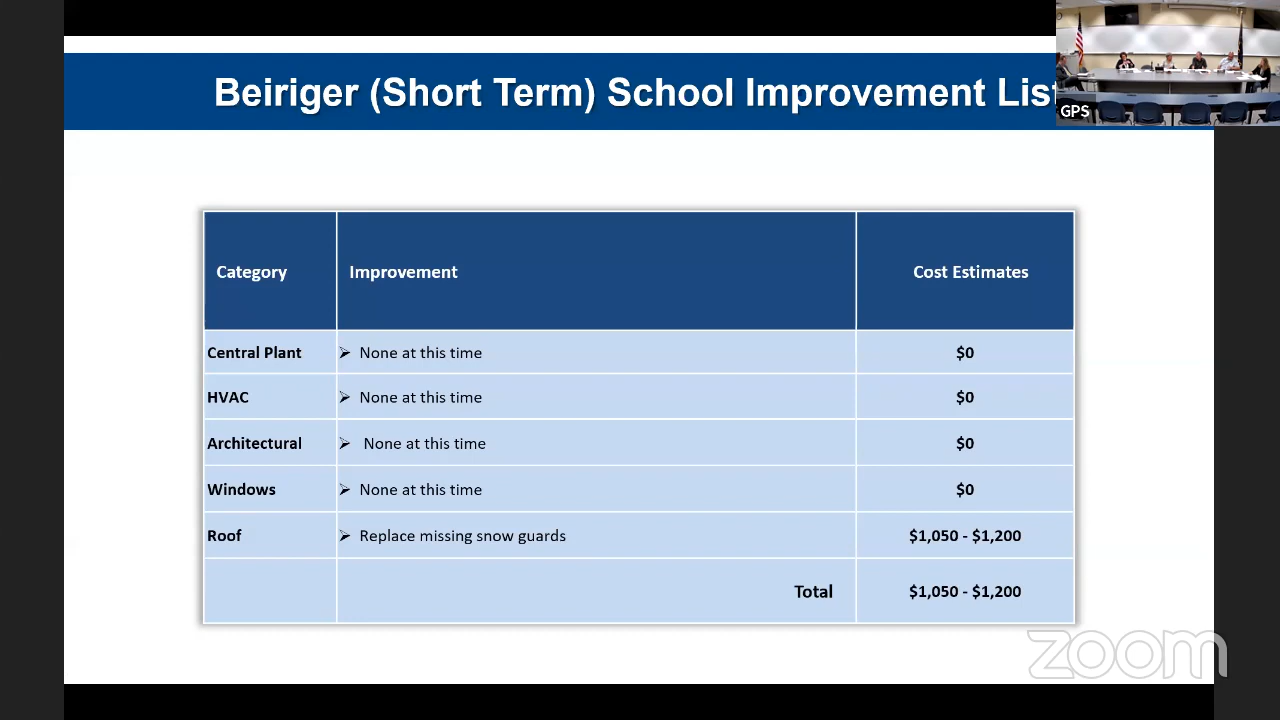 Beiriger (Short Term) School Improvement List
GPS
Category Improvement Cost Estimates
Central Plant ➢ None at this time $0
HVAC ➢ None at this time $0
Architectural ➢ None at this time $0
Windows ➢ None at this time $0
Roof ➢ Replace missing snow guards $1,050 - $1,200
Total $1,050 - $1,200
zoom